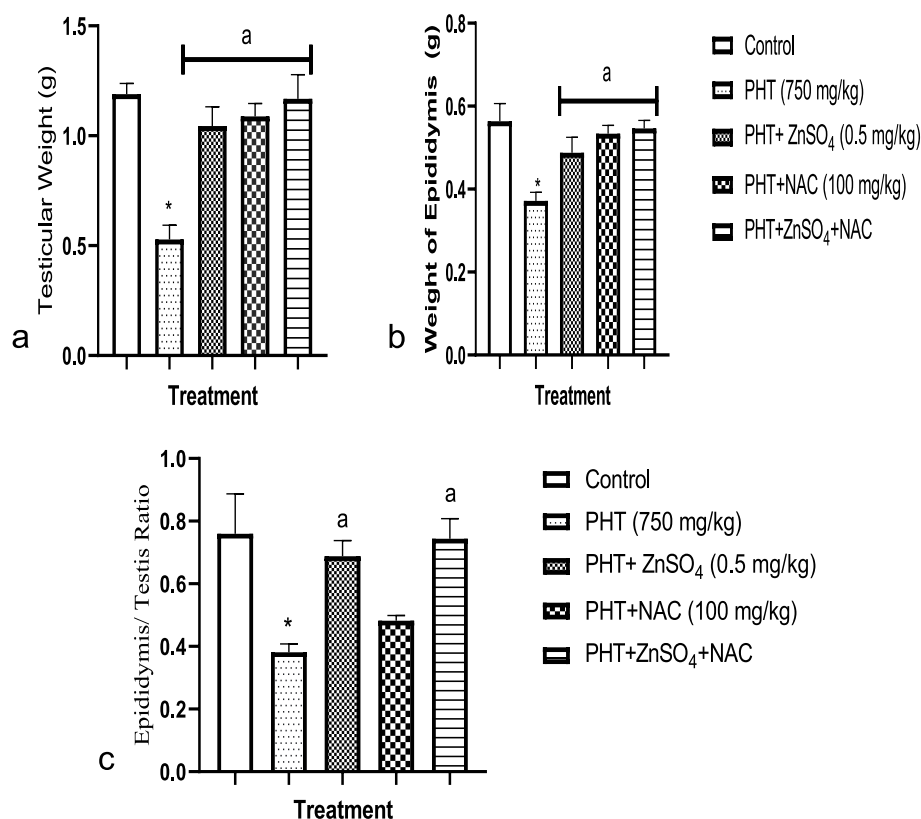 Testicular Weight (g)
1.5
1.0
0.5
0.0
a
*
Treatment
a
Weight of Epididymis (g)
0.8
0.6
0.4
0.2
0.0
a
*
Treatment
b
Control
PHT (750 mg/kg)
PHT+ ZnSO₄ (0.5 mg/kg)
PHT+NAC (100 mg/kg)
PHT+ZnSO₄+NAC
Epididymis/ Testis Ratio
1.0
0.8
0.6
0.4
0.2
0.0
*
a
a
Treatment
c
Control
PHT (750 mg/kg)
PHT+ ZnSO₄ (0.5 mg/kg)
PHT+NAC (100 mg/kg)
PHT+ZnSO₄+NAC